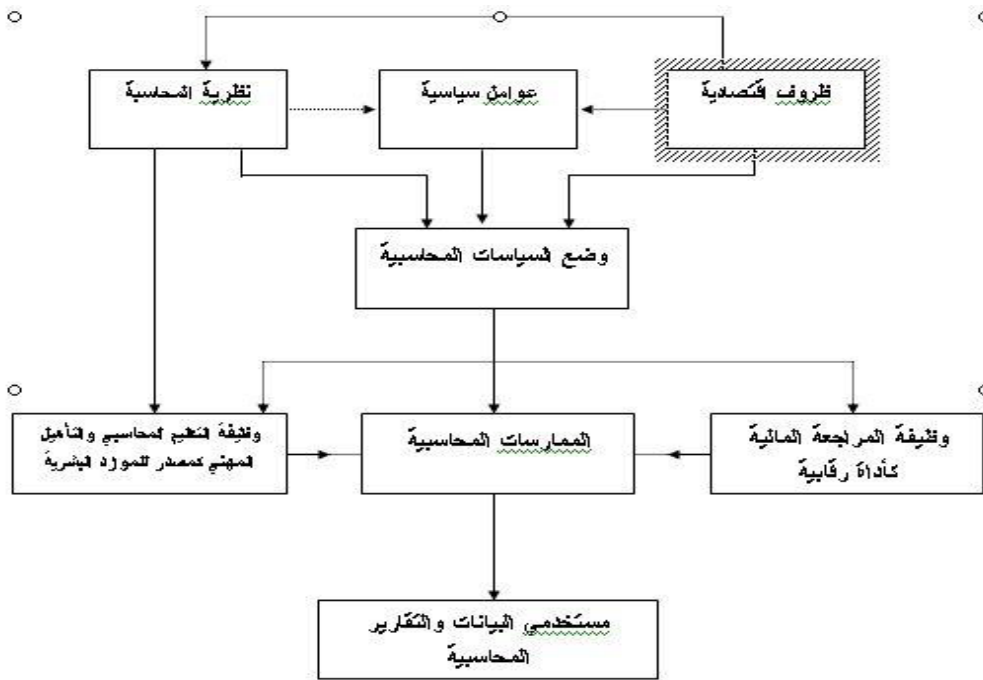 ظروف اقتصادية
عوامل سياسية
نظرية المحاسبة
وضع السياسات المحاسبية
وظيفة المراجعة المالية
كأداة رقابية
الممارسات المحاسبية
وظيفة التعليم المحاسبي والتأهيل
المهني كمصدر للموارد البشرية
مستخدمي البيانات والتقارير
المحاسبية